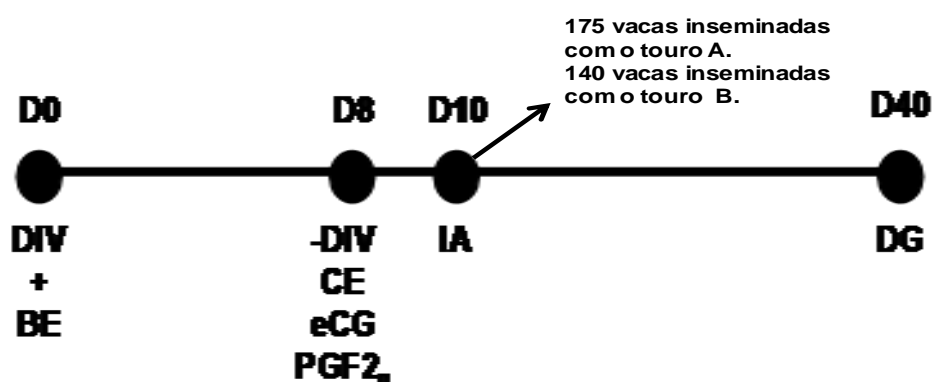 175 vacas inseminadas
com o touro A.
140 vacas inseminadas
com o touro B.
D0 D8 D10 D40
DIV -DIV IA DG
+ CE
BE eCG
PGF2α